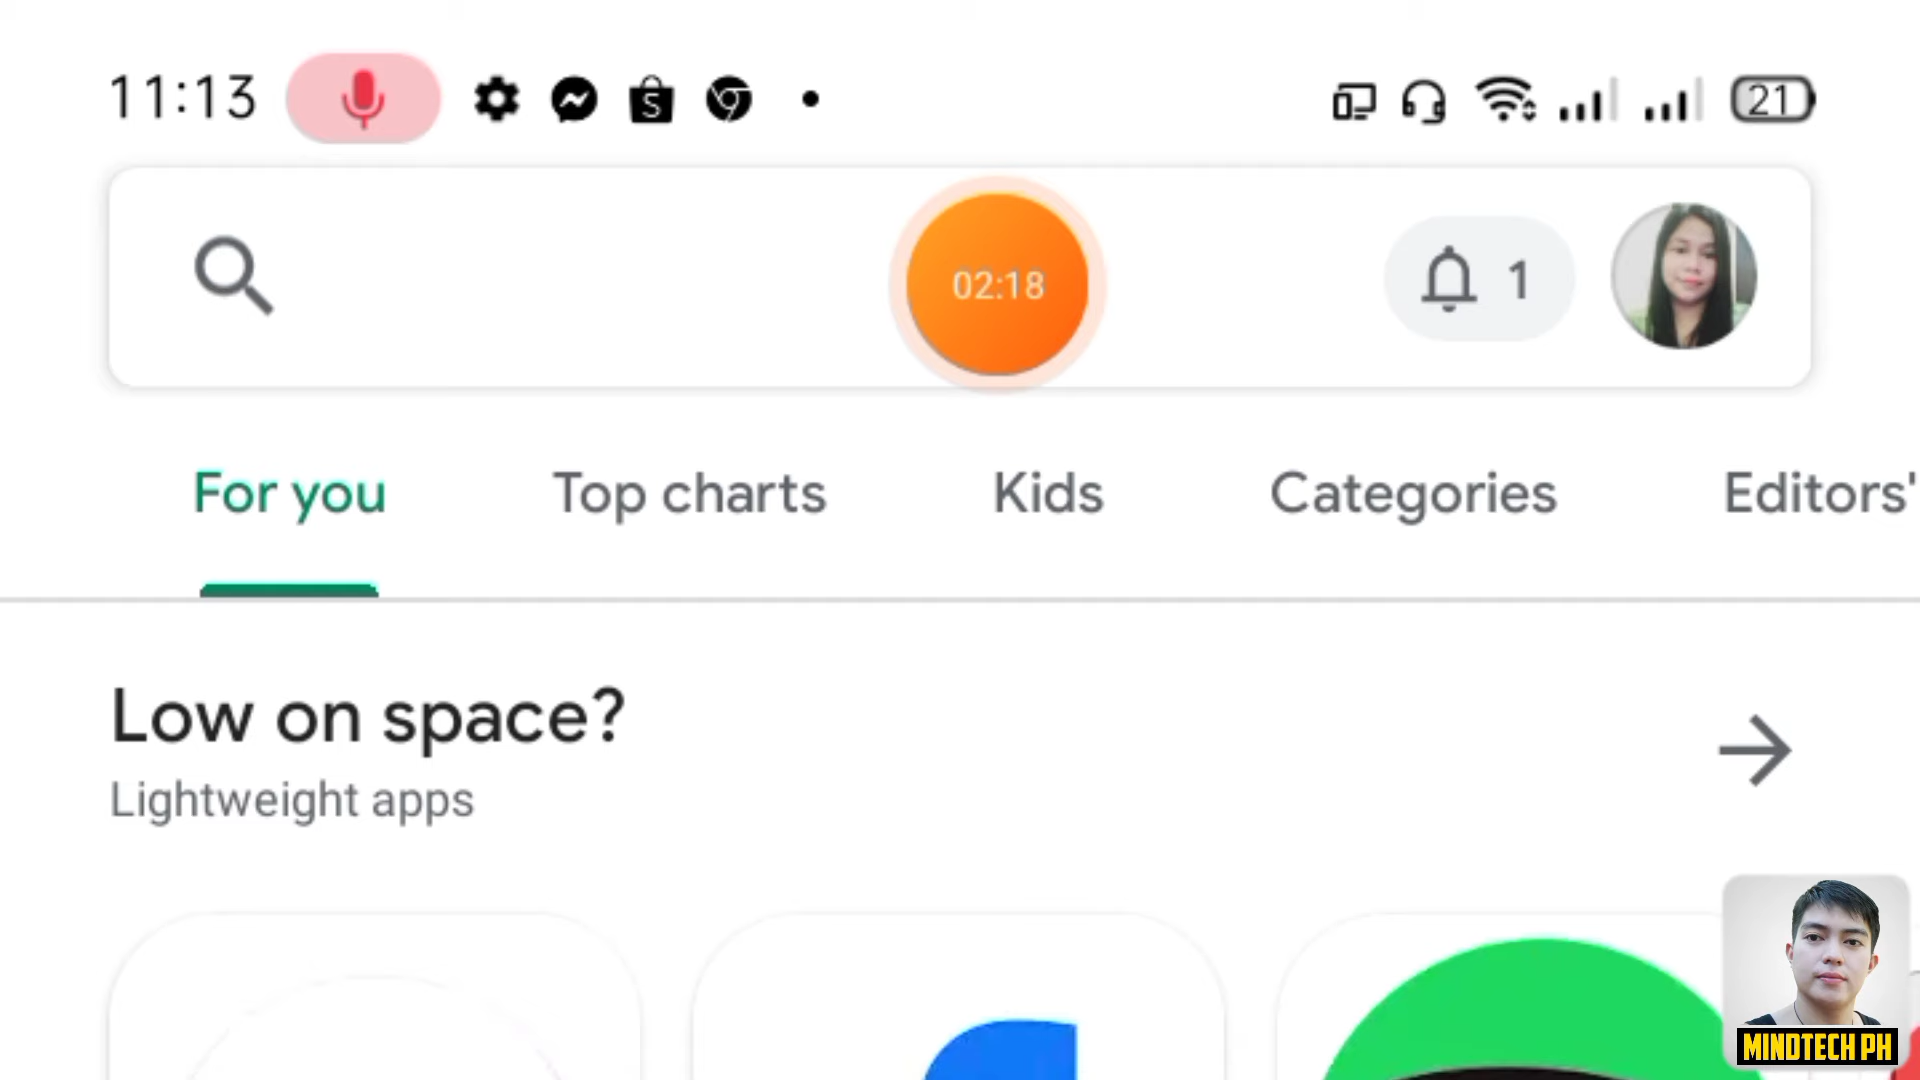 11:13
21
02:18
1
For you Top charts Kids Categories Editors'
Low on space?
Lightweight apps
MINDTECH PH